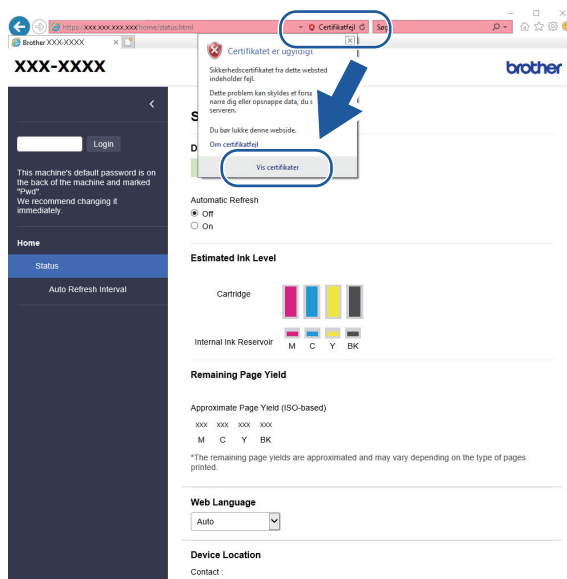 https://XXX.XXX.XXX.XXX/home/status.html
Certifikatfejl
Søg
Brother XXX-XXXX
XXX-XXXX
brother
Certifikatet er ugyldigt
Sikkerhedscertifikatet fra dette websted
indeholder fejl.
Dette problem kan skyldes et
narre dig eller opsnappe data, du
serveren.
Du bør lukke denne webside.
Om certifikatfejl
Vis certifikater
Login
This machine's default password is on
the back of the machine and marked
"Pwd".
We recommend changing it
immediately.
Home
Status
Auto Refresh Interval
Automatic Refresh
Off
On
Estimated Ink Level
Cartridge
Internal Ink Reservoir
M C Y BK
Remaining Page Yield
Approximate Page Yield (ISO-based)
xxx xxx xxx xxx
M C Y BK
*The remaining page yields are approximated and may vary depending on the type of pages
printed.
Web Language
Auto
Device Location
Contact :